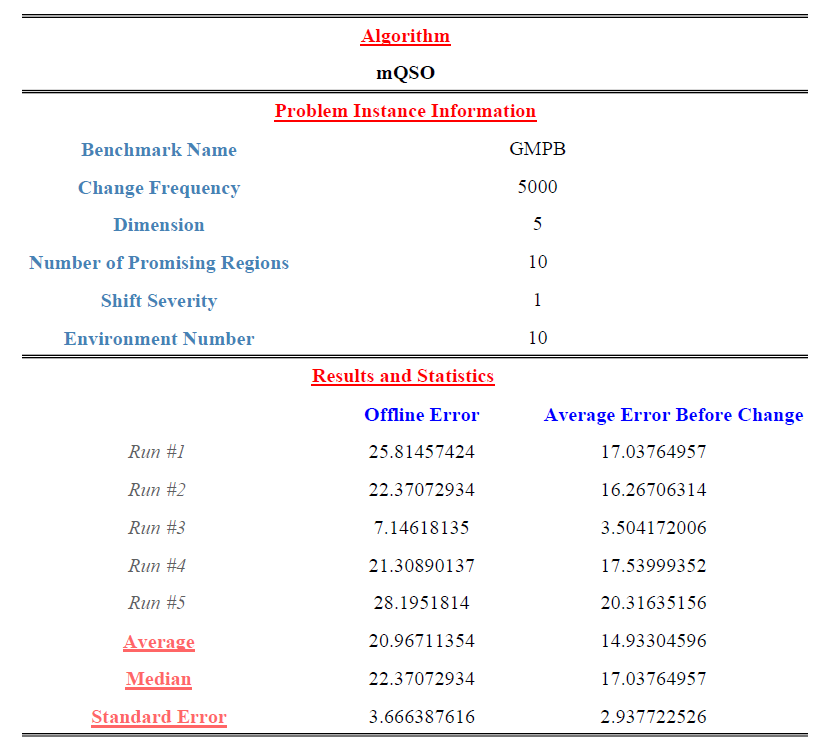 Algorithm
mQSO
Problem Instance Information
Benchmark Name GMPB
Change Frequency 5000
Dimension 5
Number of Promising Regions 10
Shift Severity 1
Environment Number 10
Results and Statistics
Offline Error Average Error Before Change
Run #1 25.81457424 17.03764957
Run #2 22.37072934 16.26706314
Run #3 7.14618135 3.504172006
Run #4 21.30890137 17.53999352
Run #5 28.1951814 20.31635156
Average 20.96711354 14.93304596
Median 22.37072934 17.03764957
Standard Error 3.666387616 2.937722526